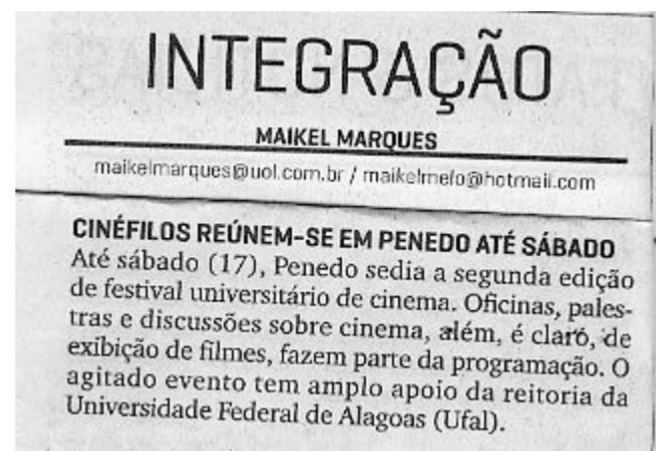 INTEGRAÇÃO
MAIKEL MARQUES
maikelmarques@uol.com.br / maikelmelo@hotmail.com
CINÉFILOS REÚNEM-SE EM PENEDO ATÉ SÁBADO
Até sábado (17), Penedo sedia a segunda edição
de festival universitário de cinema. Oficinas, pales-
tras e discussões sobre cinema, além, é claro, de
exibição de filmes, fazem parte da programação. O
agitado evento tem amplo apoio da reitoria da
Universidade Federal de Alagoas (Ufal).